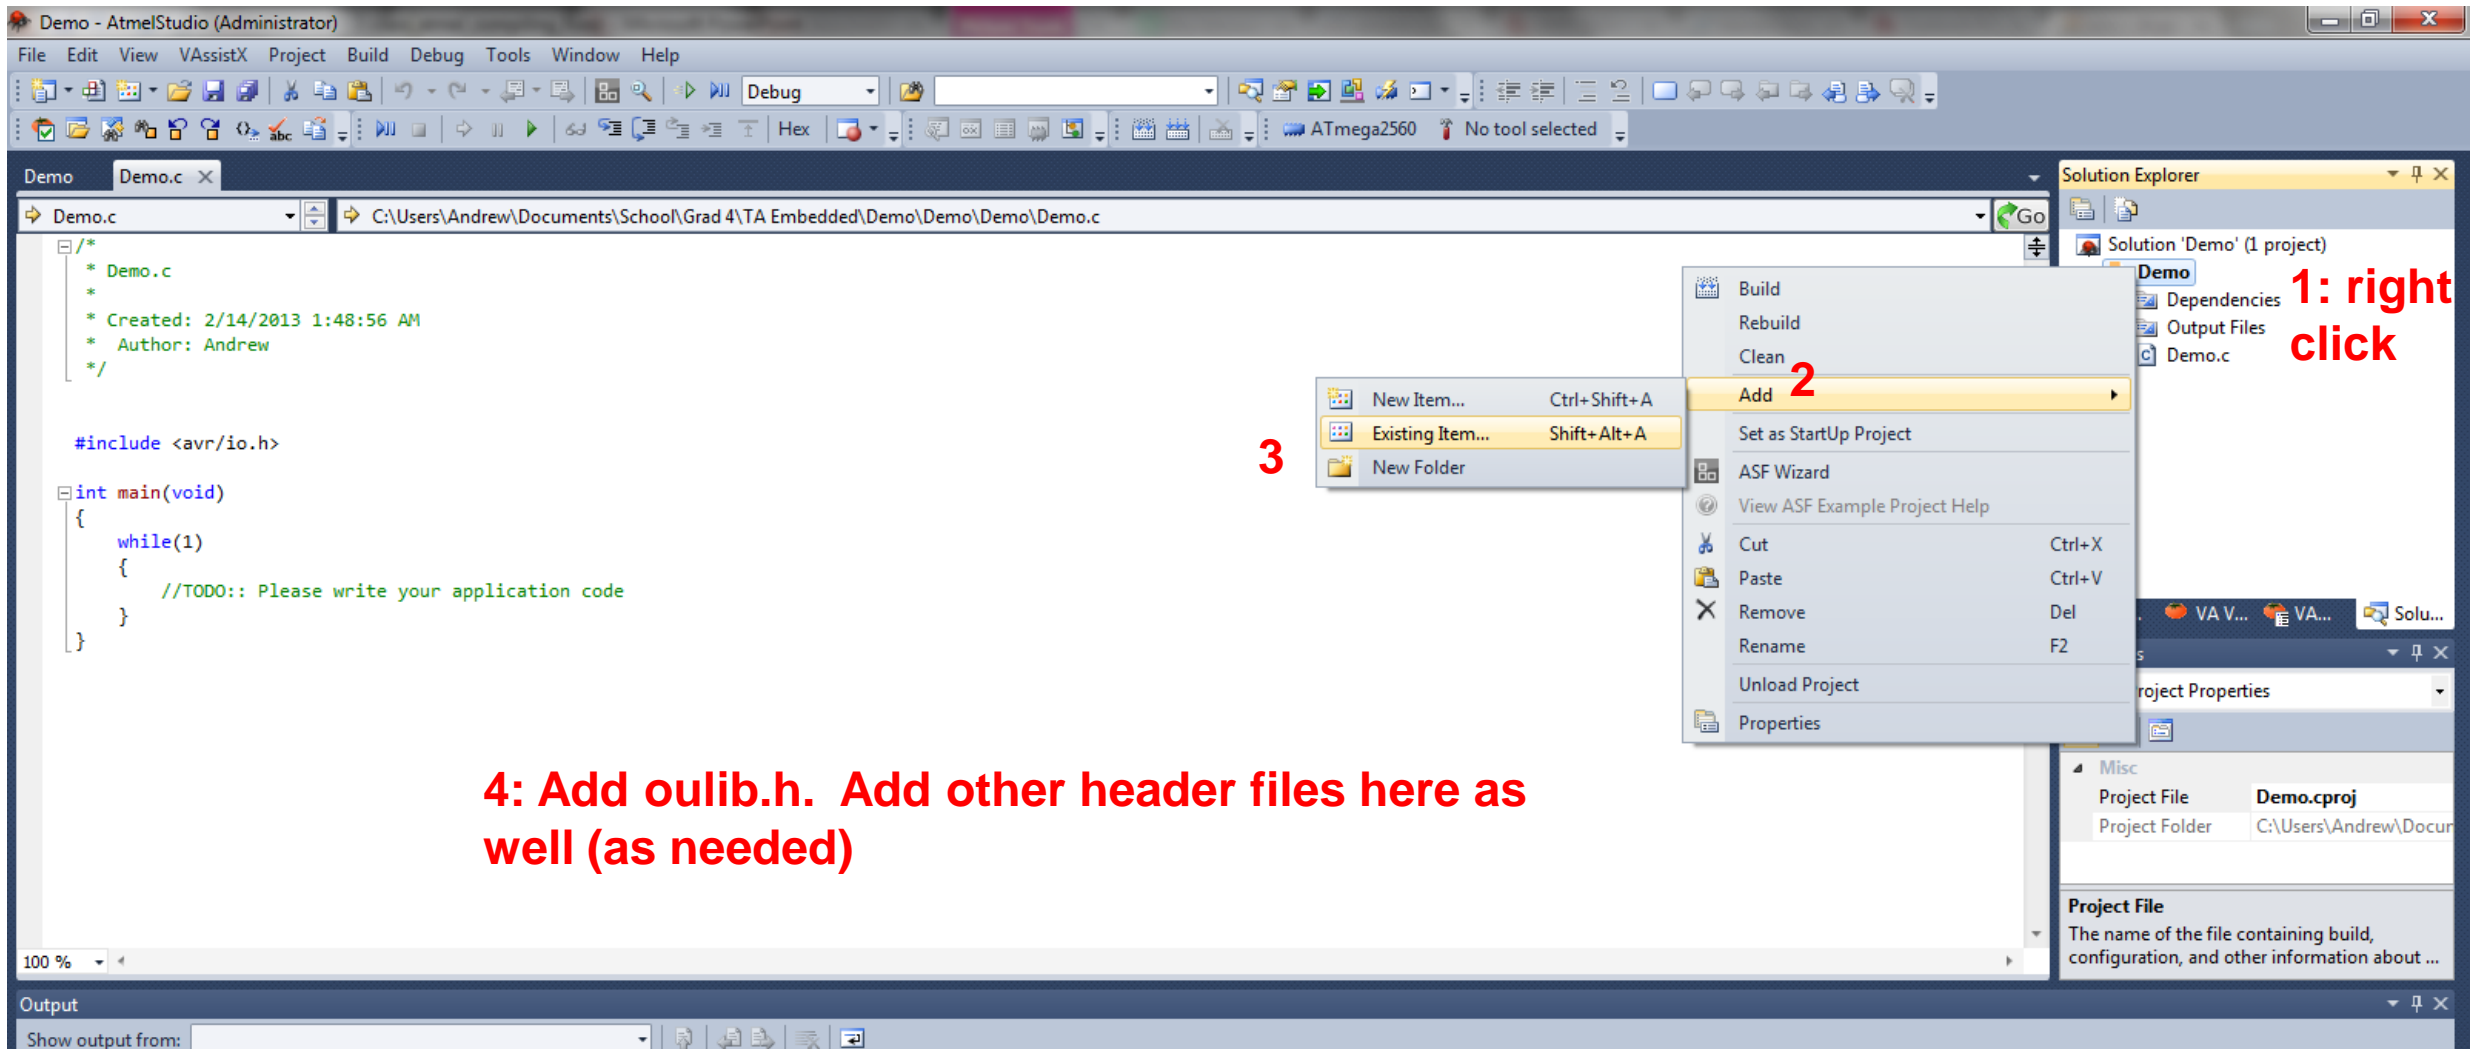 Demo - AtmelStudio (Administrator)
File Edit View VAssistX Project Build Debug Tools Window Help
Debug
Hex ATmega2560 No tool selected
Demo Demo.c
Demo.c C:\Users\Andrew\Documents\School\Grad 4\TA Embedded\Demo\Demo\Demo\Demo.c Go
/*
* Demo.c
*
* Created: 2/14/2013 1:48:56 AM
* Author: Andrew
*/
#include <avr/io.h>
int main(void)
{
while(1)
{
//TODO:: Please write your application code
}
}
3
New Item... Ctrl+Shift+A
Existing Item... Shift+Alt+A
New Folder
Build
Rebuild
Clean
Add
2
Set as StartUp Project
ASF Wizard
View ASF Example Project Help
Cut Ctrl+X
Paste Ctrl+V
Remove Del
Rename F2
Unload Project
Properties
Solution Explorer
Solution 'Demo' (1 project)
Demo
Dependencies
Output Files
Demo.c
1: right
click
VA V... VA... Solu...
roject Properties
Misc
Project File Demo.cproj
Project Folder C:\Users\Andrew\Docur
Project File
The name of the file containing build,
configuration, and other information about ...
4: Add oulib.h. Add other header files here as
well (as needed)
100 %
Output
Show output from: